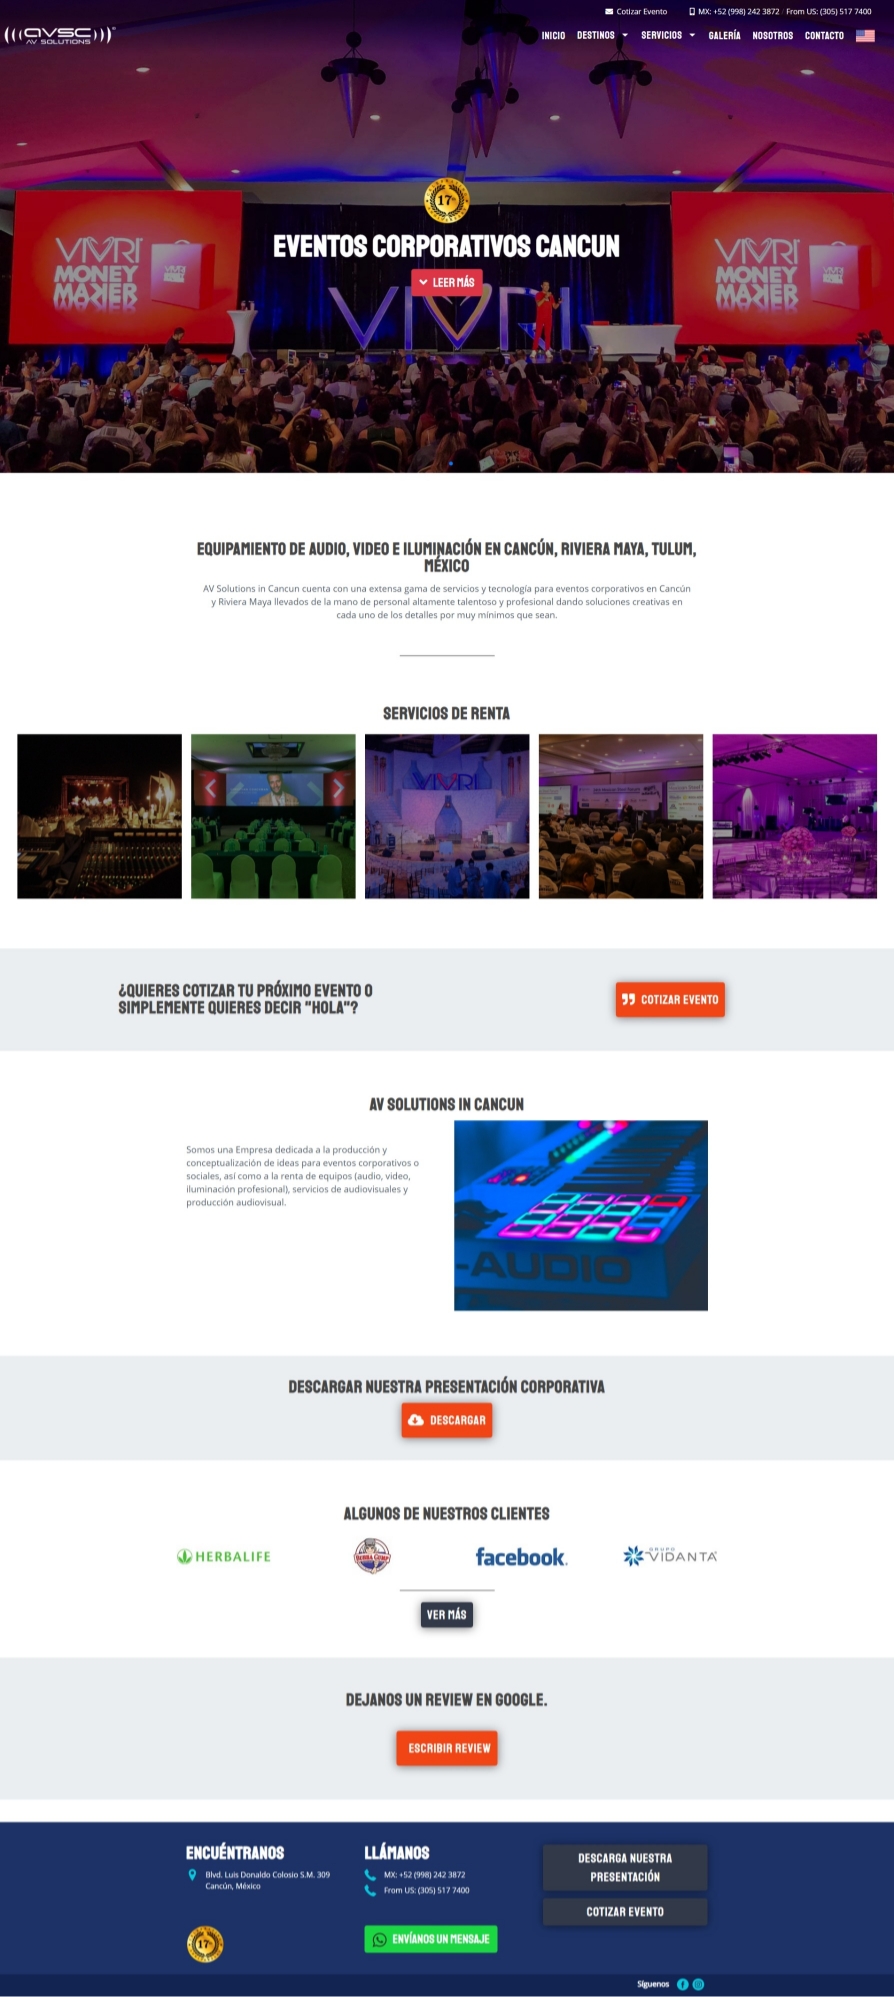 Cotizar Evento
MX: +52 (998) 242 3872 / From US: (305) 517 7400
avsc
AV SOLUTIONS
INICIO DESTINOS SERVICIOS GALERÍA NOSOTROS CONTACTO
17
VIVRI
MONEY
MAKER
VIVRI
MONEY
MAKER
EVENTOS CORPORATIVOS CANCUN
LEER MÁS
VIVRI
EQUIPAMIENTO DE AUDIO, VIDEO E ILUMINACIÓN EN CANCÚN, RIVIERA MAYA, TULUM,
MÉXICO
AV Solutions in Cancun cuenta con una extensa gama de servicios y tecnología para eventos corporativos en Cancún
y Riviera Maya llevados de la mano de personal altamente talentoso y profesional dando soluciones creativas en
cada uno de los detalles por muy mínimos que sean.
SERVICIOS DE RENTA
VIVRI
¿QUIERES COTIZAR TU PRÓXIMO EVENTO O
SIMPLEMENTE QUIERES DECIR "HOLA"?
COTIZAR EVENTO
AV SOLUTIONS IN CANCUN
Somos una Empresa dedicada a la producción y
conceptualización de ideas para eventos corporativos o
sociales, así como a la renta de equipos (audio, video,
iluminación profesional), servicios de audiovisuales y
producción audiovisual.
-AUDIO
DESCARGAR NUESTRA PRESENTACIÓN CORPORATIVA
DESCARGAR
ALGUNOS DE NUESTROS CLIENTES
HERBALIFE
BUBBA GUMP
facebook.
GRUPO
VIDANTA
VER MÁS
DEJANOS UN REVIEW EN GOOGLE.
ESCRIBIR REVIEW
ENCUÉNTRANOS
Blvd. Luis Donaldo Colosio S.M. 309
Cancún, México
17
LLÁMANOS
MX: +52 (998) 242 3872
From US: (305) 517 7400
ENVÍANOS UN MENSAJE
DESCARGA NUESTRA
PRESENTACIÓN
COTIZAR EVENTO
Síguenos